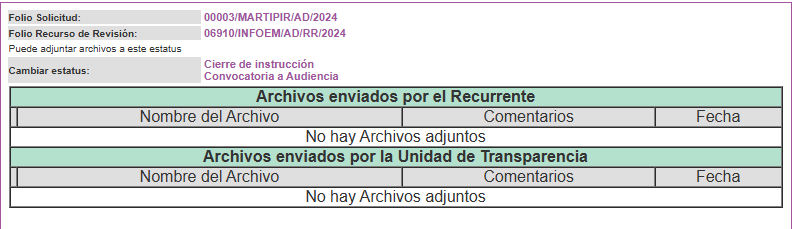 Folio Solicitud: 00003/MARTIPIR/AD/2024
Folio Recurso de Revisión: 06910/INFOEM/AD/RR/2024
Puede adjuntar archivos a este estatus
Cambiar estatus: Cierre de instrucción
Convocatoria a Audiencia
Archivos enviados por el Recurrente
Nombre del Archivo Comentarios Fecha
No hay Archivos adjuntos
Archivos enviados por la Unidad de Transparencia
Nombre del Archivo Comentarios Fecha
No hay Archivos adjuntos